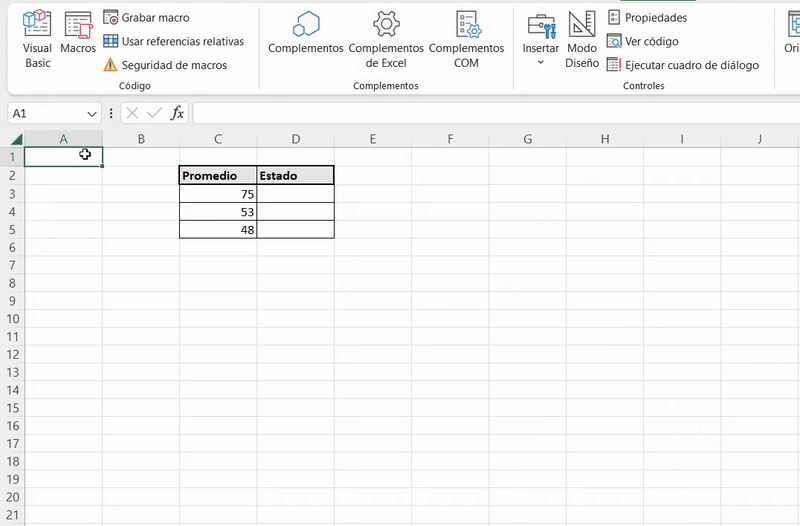 Visual Basic
Macros
Grabar macro
Usar referencias relativas
Seguridad de macros
Código
Complementos
Complementos de Excel
Complementos COM
Complementos
Insertar
Modo Diseño
Propiedades
Ver código
Ejecutar cuadro de diálogo
Controles
Ori
A1
fx
A B C D E F G H I J
1
2 Promedio Estado
3 75
4 53
5 48
6
7
8
9
10
11
12
13
14
15
16
17
18
19
20
21